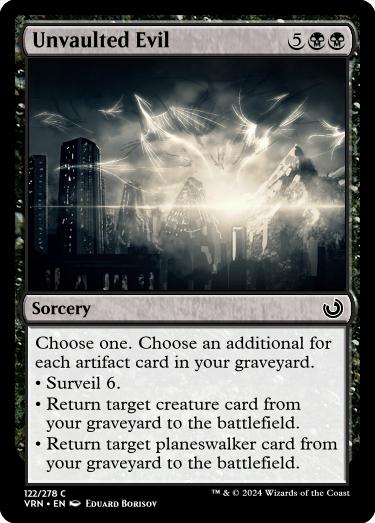 Unvaulted Evil 5
Sorcery
Choose one. Choose an additional for
each artifact card in your graveyard.
• Surveil 6.
• Return target creature card from
your graveyard to the battlefield.
• Return target planeswalker card from
your graveyard to the battlefield.
122/278 C
VRN • EN Eduard Borisov
™ & © 2024 Wizards of the Coast